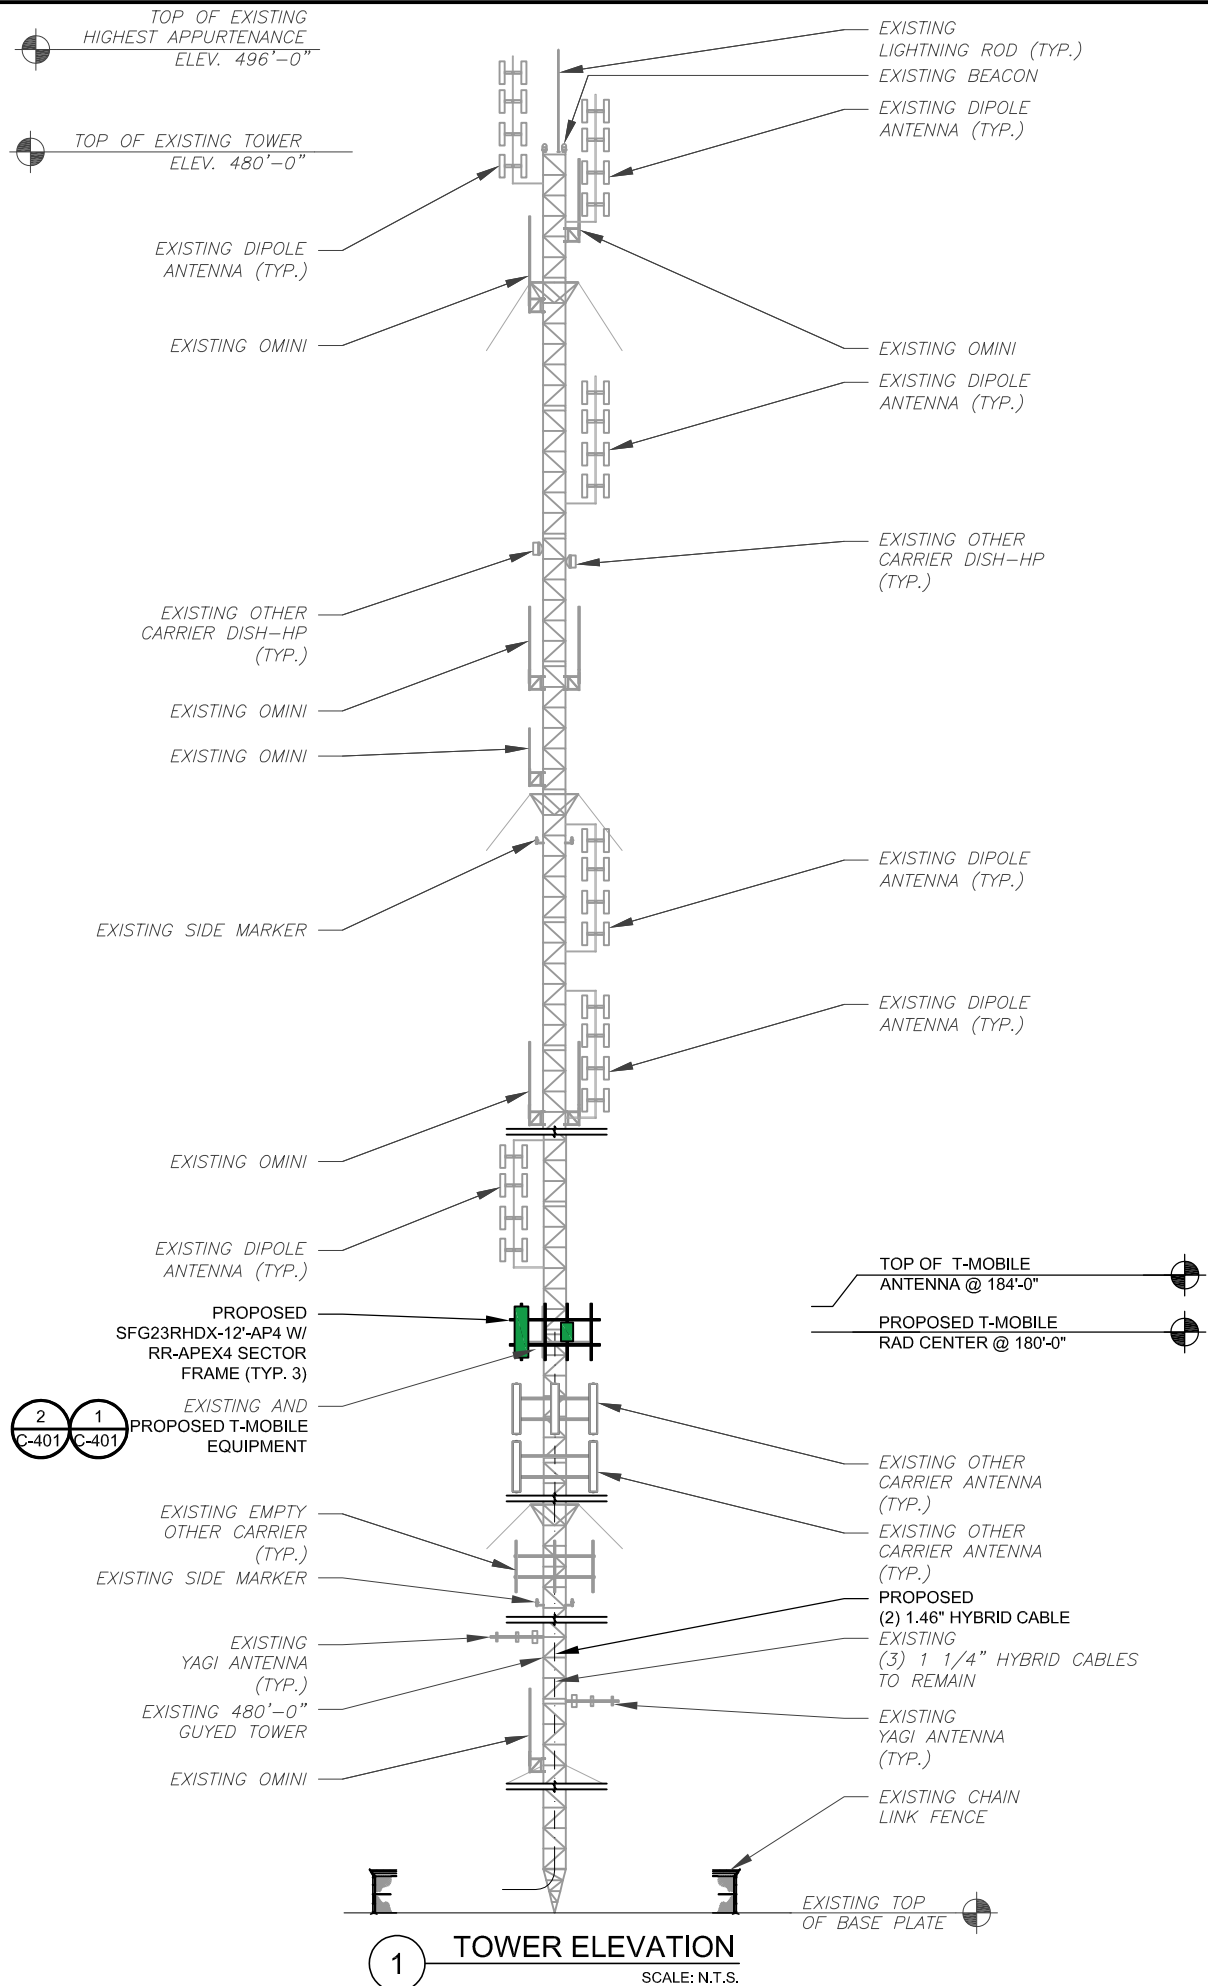 TOP OF EXISTING
HIGHEST APPURTENANCE
ELEV. 496'-0"
TOP OF EXISTING TOWER
ELEV. 480'-0"
EXISTING
LIGHTNING ROD (TYP.)
EXISTING BEACON
EXISTING DIPOLE
ANTENNA (TYP.)
EXISTING DIPOLE
ANTENNA (TYP.)
EXISTING OMINI
EXISTING OMINI
EXISTING DIPOLE
ANTENNA (TYP.)
EXISTING OTHER
CARRIER DISH-HP
(TYP.)
EXISTING OTHER
CARRIER DISH-HP
(TYP.)
EXISTING OMINI
EXISTING OMINI
EXISTING DIPOLE
ANTENNA (TYP.)
EXISTING SIDE MARKER
EXISTING DIPOLE
ANTENNA (TYP.)
EXISTING OMINI
EXISTING DIPOLE
ANTENNA (TYP.)
TOP OF T-MOBILE
ANTENNA @ 184'-0"
PROPOSED T-MOBILE
RAD CENTER @ 180'-0"
PROPOSED
SFG23RHDX-12'-AP4 W/
RR-APEX4 SECTOR
FRAME (TYP. 3)
2
C-401
1
C-401
EXISTING AND
PROPOSED T-MOBILE
EQUIPMENT
EXISTING OTHER
CARRIER ANTENNA
(TYP.)
EXISTING EMPTY
OTHER CARRIER
(TYP.)
EXISTING OTHER
CARRIER ANTENNA
(TYP.)
EXISTING SIDE MARKER
PROPOSED
(2) 1.46" HYBRID CABLE
EXISTING
YAGI ANTENNA
(TYP.)
EXISTING
(3) 1 1/4" HYBRID CABLES
TO REMAIN
EXISTING 480'-0"
GUYED TOWER
EXISTING
YAGI ANTENNA
(TYP.)
EXISTING OMINI
EXISTING CHAIN
LINK FENCE
EXISTING TOP
OF BASE PLATE
1
TOWER ELEVATION
SCALE: N.T.S.